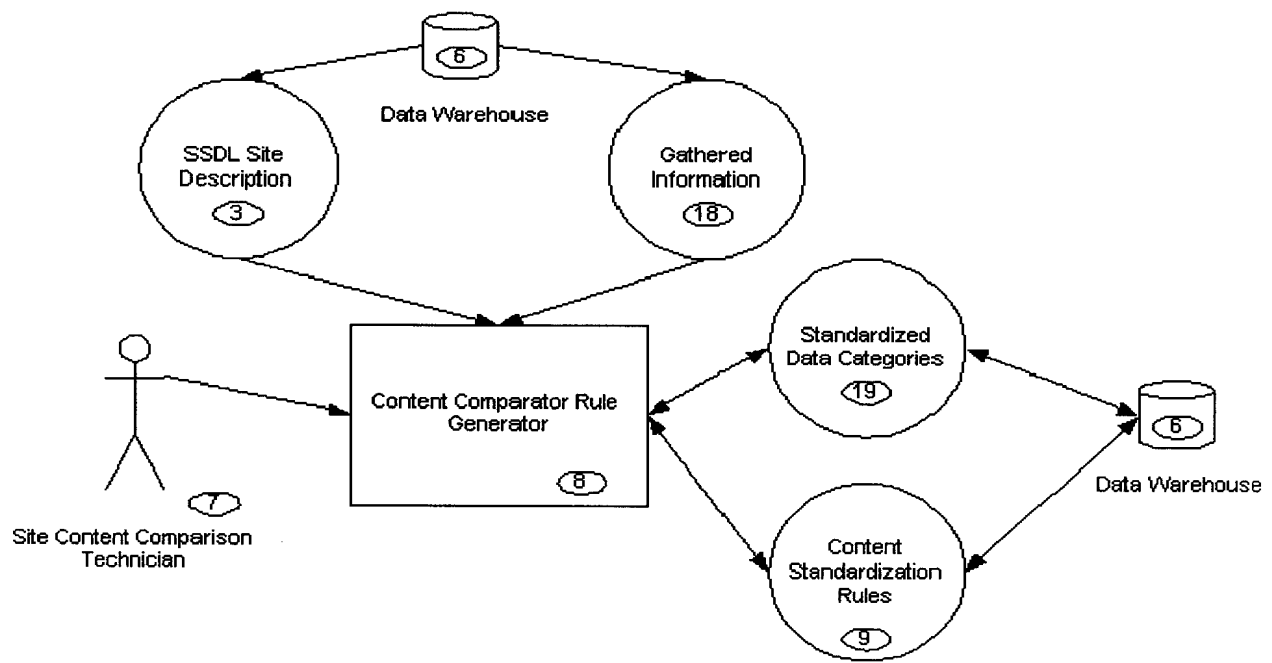 6
Data Warehouse
SSDL Site
Description
3
Gathered
Information
18
Standardized
Data Categories
19
Content Comparator Rule
Generator
8
6
Data Warehouse
7
Site Content Comparison
Technician
Content
Standardization
Rules
9